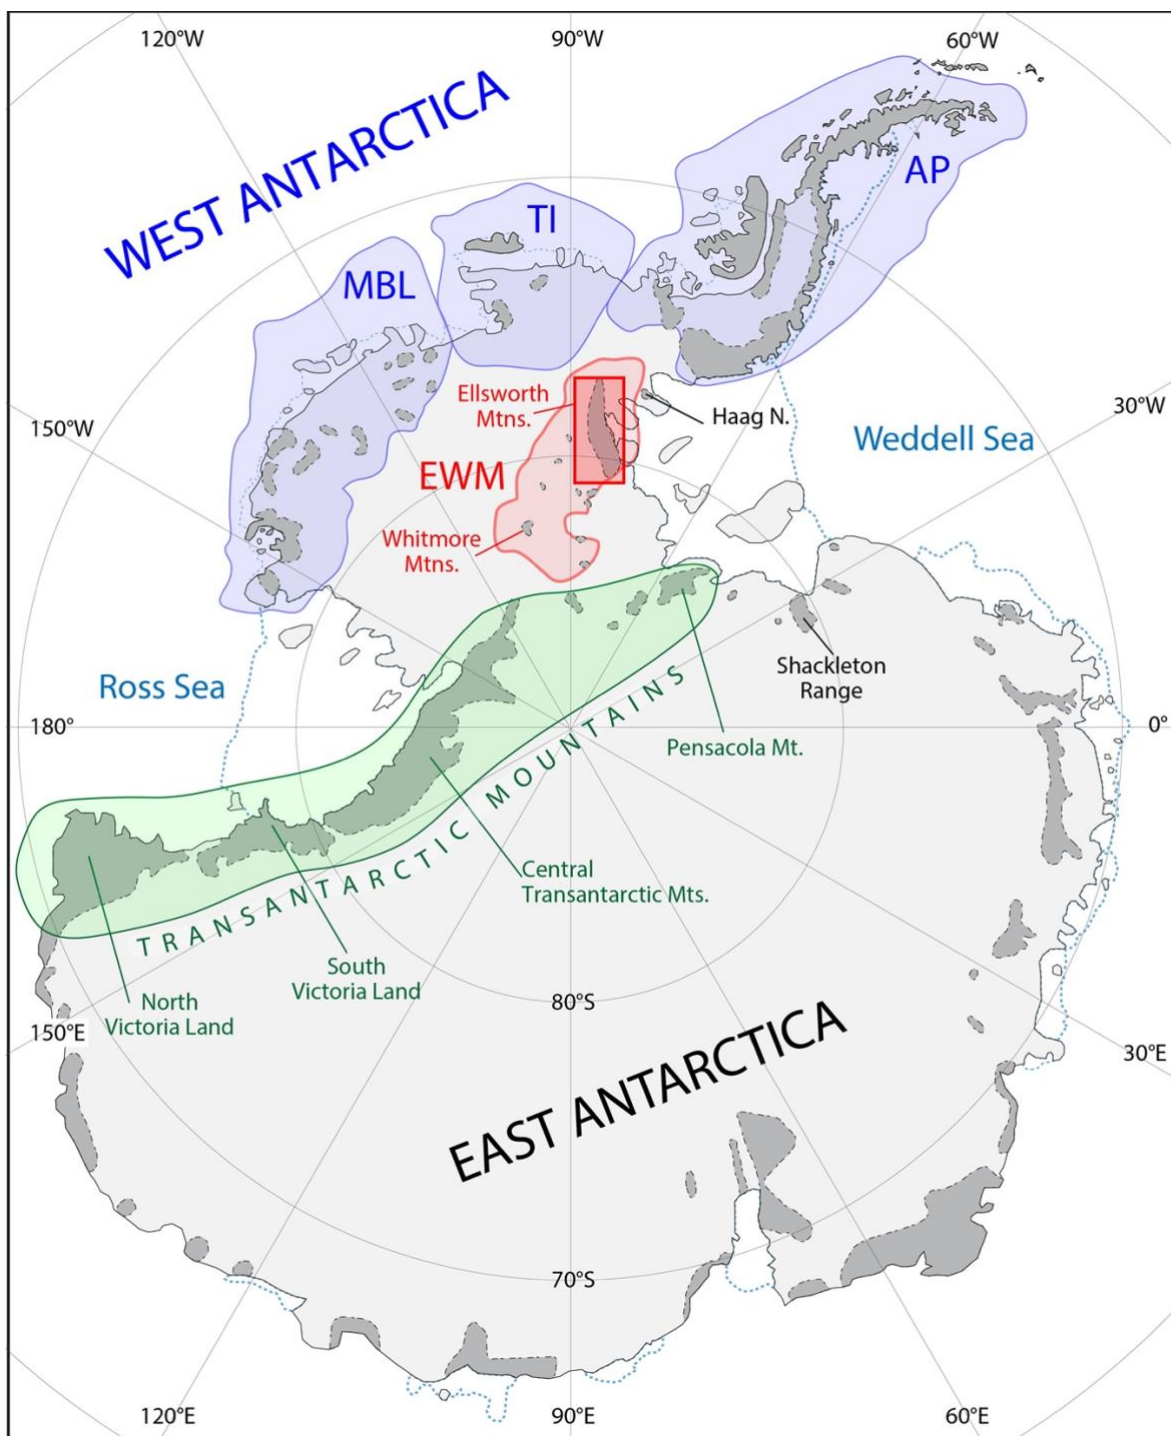 120°W
90°W
60°W
WEST ANTARCTICA
AP
TI
MBL
Ellsworth
Mtns.
Haag N.
30°W
150°W
Weddell Sea
EWM
Whitmore
Mtns.
Shackleton
Range
Ross Sea
180°
0°
Pensacola Mt.
TRANSANTARCTIC MOUNTAINS
Central
Transantarctic Mts.
South
Victoria Land
North
Victoria Land
80°S
150°E
30°E
EAST ANTARCTICA
70°S
120°E
90°E
60°E